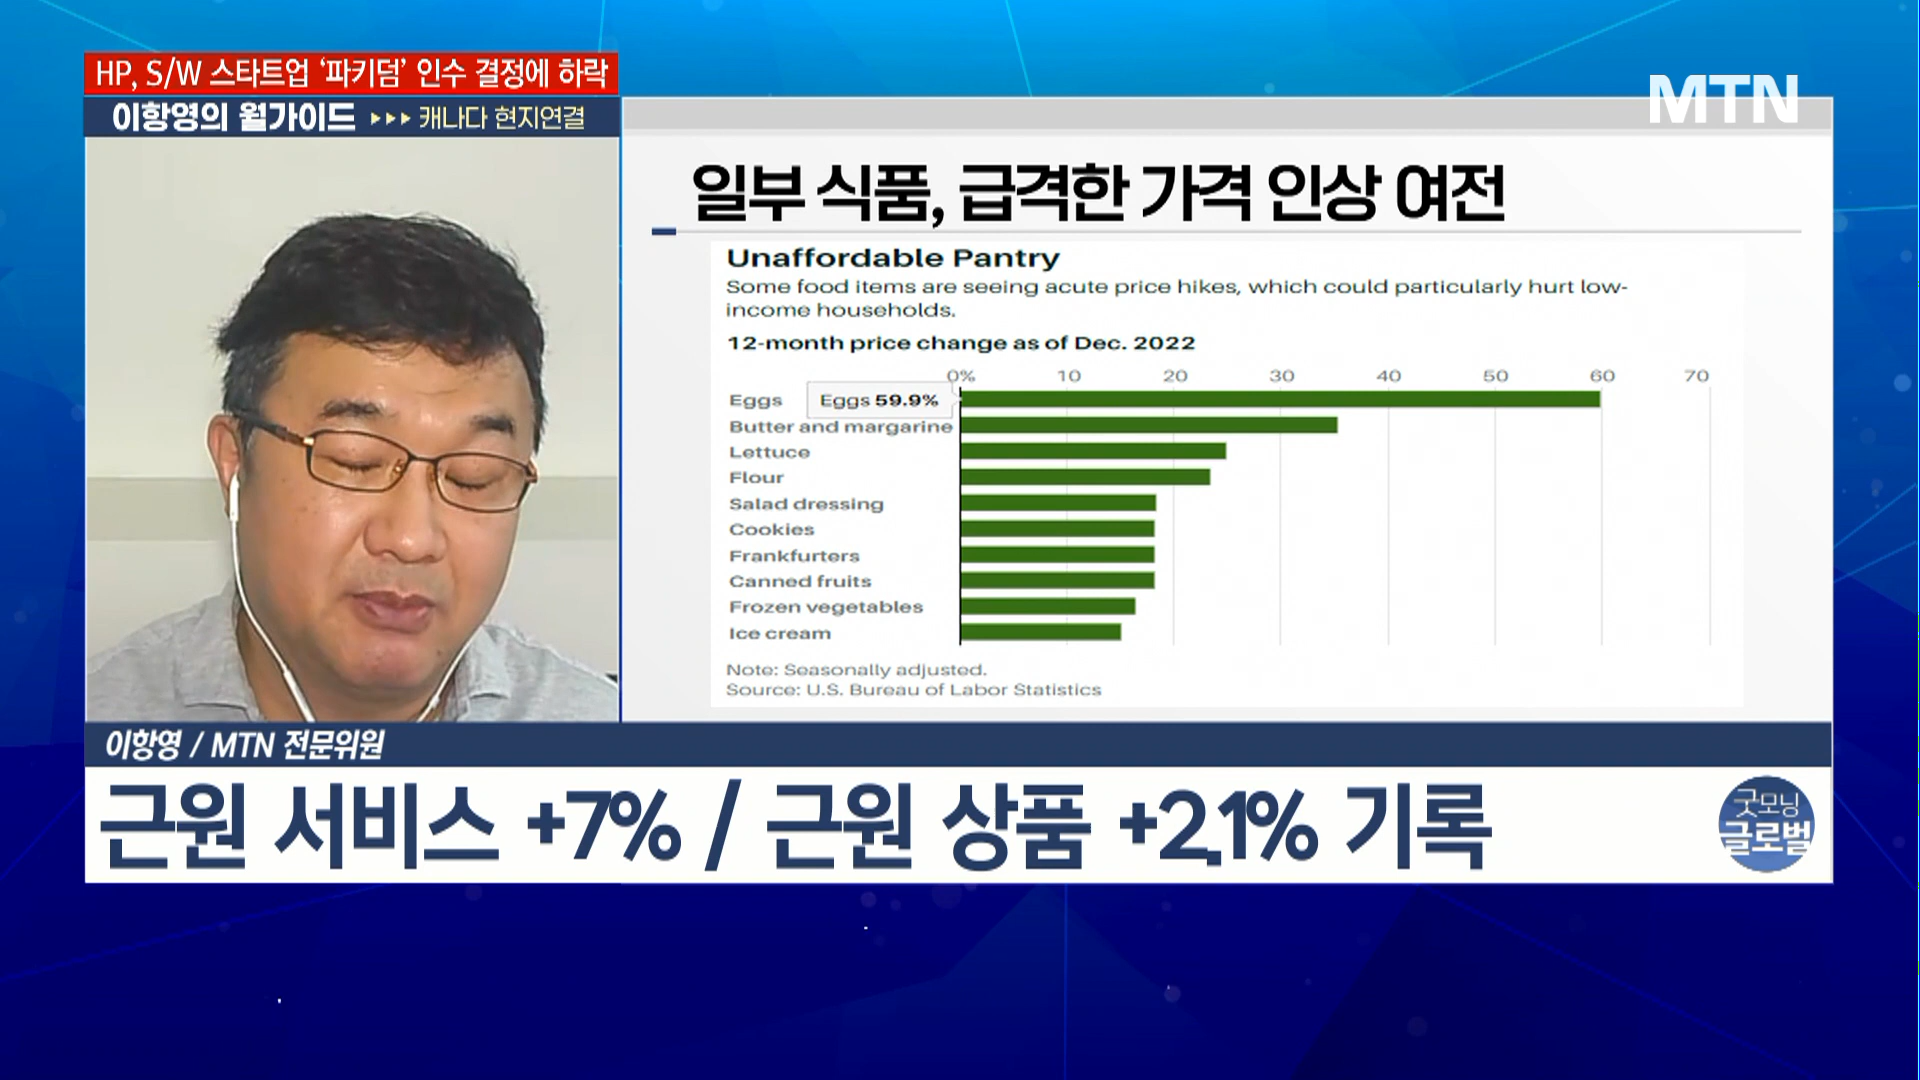 HP, S/W 스타트업 ‘파키덤’ 인수 결정에 하락
이항영의 월가이드 ▸▸▸ 캐나다 현지연결
MTN
일부 식품, 급격한 가격 인상 여전
Unaffordable Pantry
Some food items are seeing acute price hikes, which could particularly hurt low-
income households.
12-month price change as of Dec. 2022
0% 10 20 30 40 50 60 70
Eggs
Eggs 59.9%
Butter and margarine
Lettuce
Flour
Salad dressing
Cookies
Frankfurters
Canned fruits
Frozen vegetables
Ice cream
Note: Seasonally adjusted.
Source: U.S. Bureau of Labor Statistics
이항영 / MTN 전문위원
근원 서비스 +7% / 근원 상품 +2.1% 기록
굿모닝
글로벌